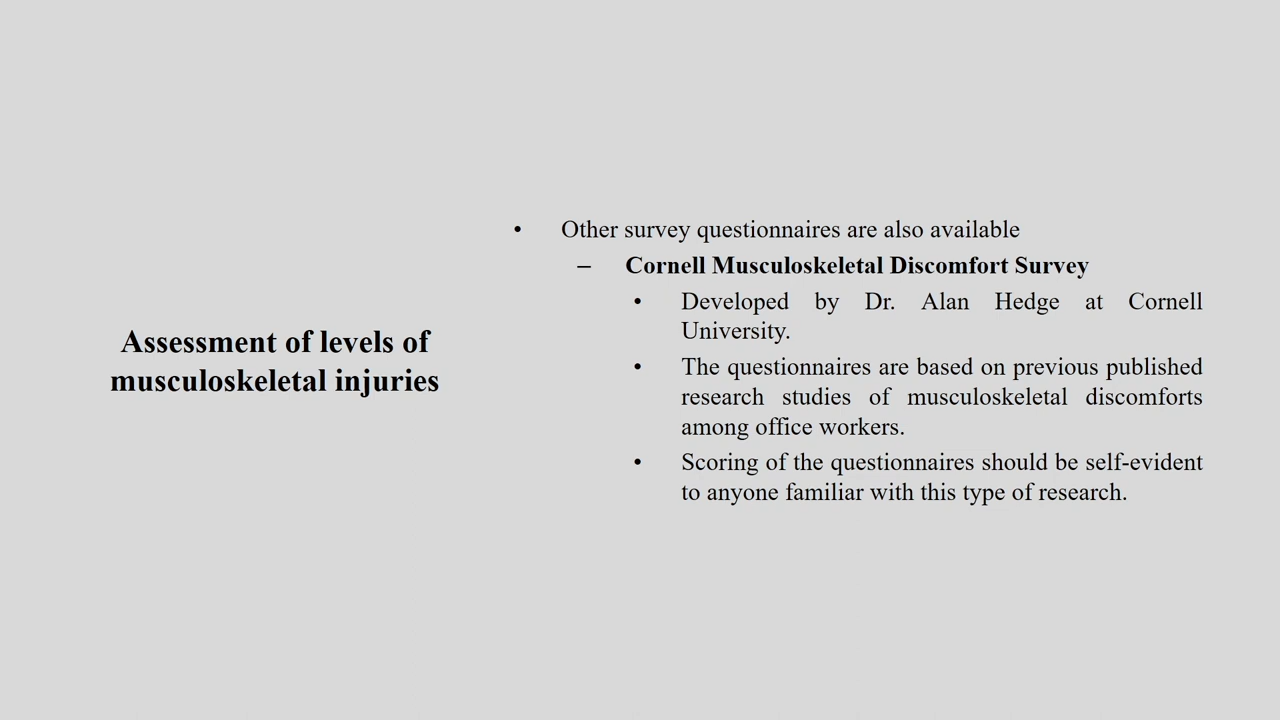 Assessment of levels of
musculoskeletal injuries
• Other survey questionnaires are also available
– Cornell Musculoskeletal Discomfort Survey
• Developed by Dr. Alan Hedge at Cornell
University.
• The questionnaires are based on previous published
research studies of musculoskeletal discomforts
among office workers.
• Scoring of the questionnaires should be self-evident
to anyone familiar with this type of research.